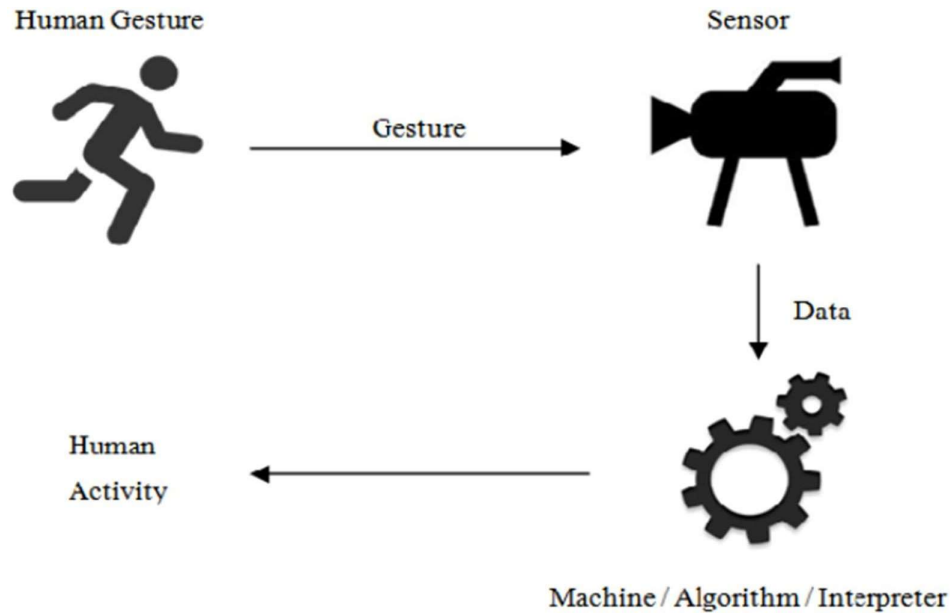 Human Gesture
Sensor
Gesture
Data
Human
Activity
Machine / Algorithm / Interpreter